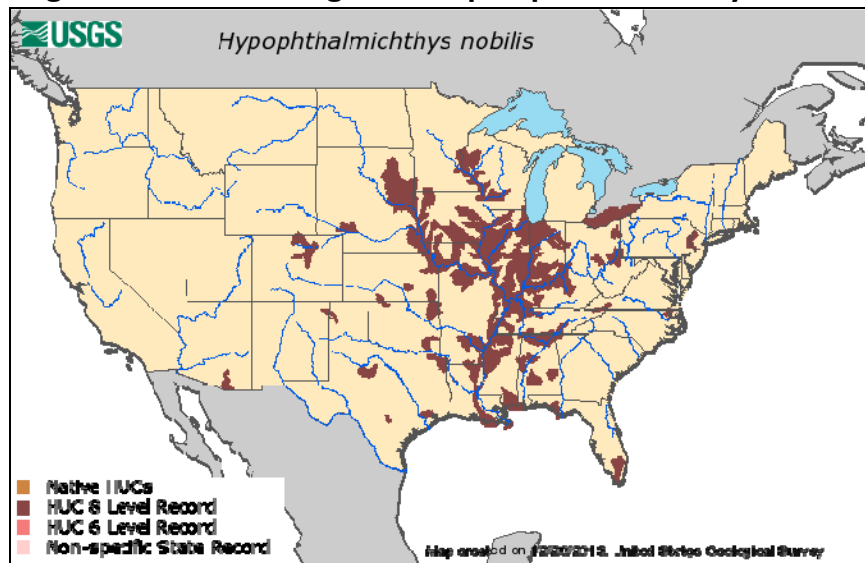 USGS
Hypophthalmichthys nobilis
Native HUCs
HUC 8 Level Record
HUC 6 Level Record
Non-specific State Record
Map created on United States Geological Survey